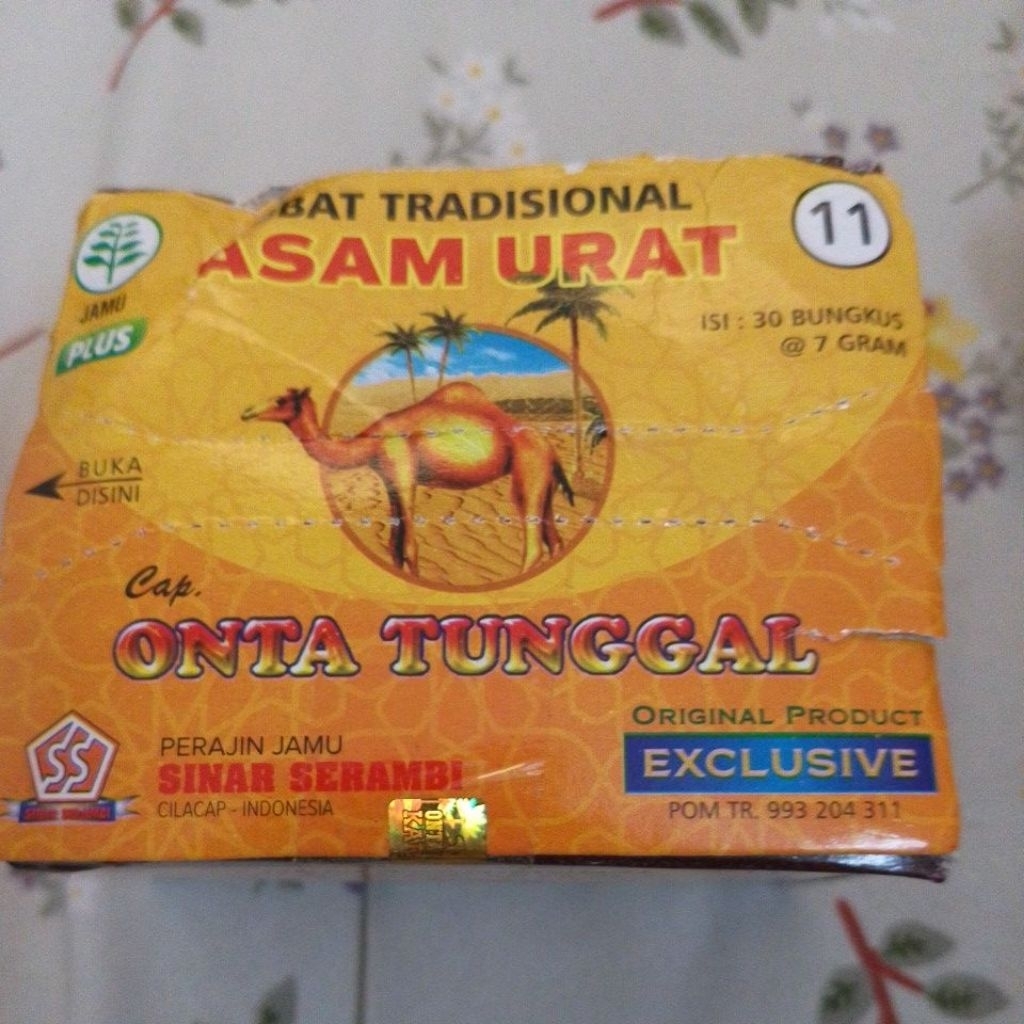 BAT TRADISIONAL
ASAM URAT
11
JAMU
PLUS
ISI : 30 BUNGKUS
@ 7 GRAM
BUKA
DISINI
Cap.
ONTA TUNGGAL
SS
PERAJIN JAMU
SINAR SERAMBI
CILACAP - INDONESIA
ORIGINAL PRODUCT
EXCLUSIVE
POM TR. 993 204 311